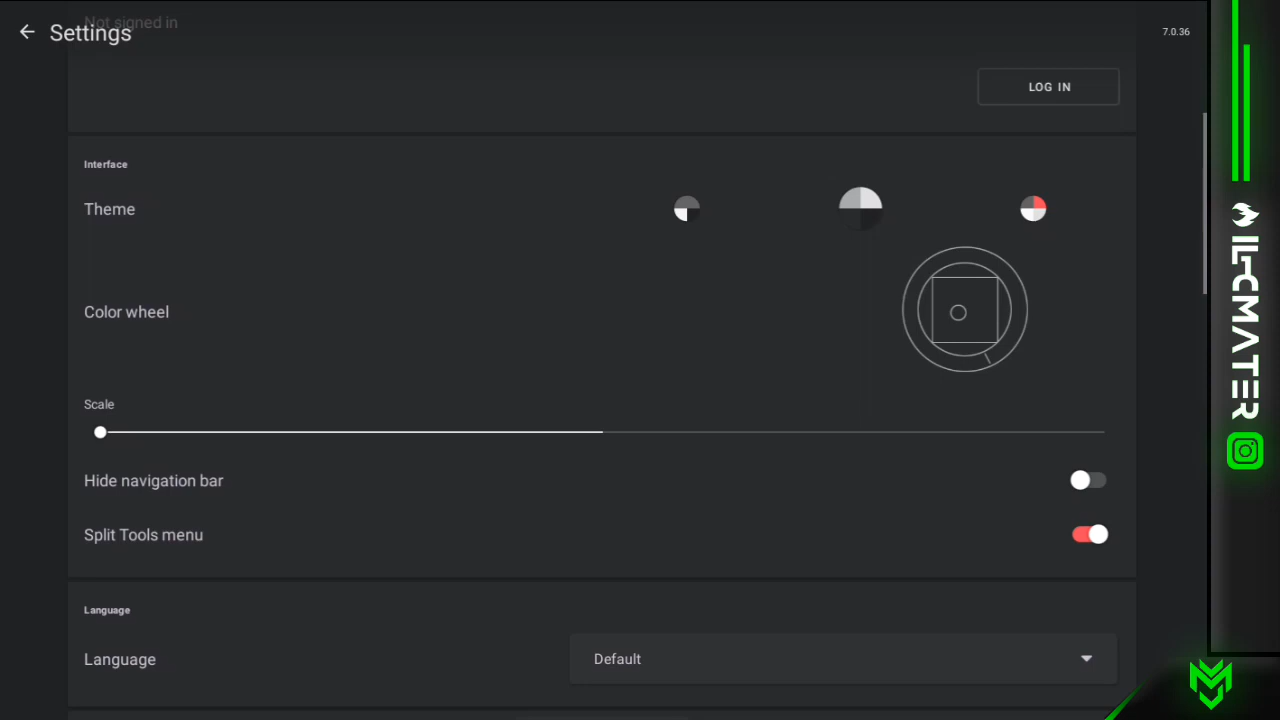 Not signed in
Settings
7.0.36
LOG IN
Interface
Theme
Color wheel
Scale
Hide navigation bar
Split Tools menu
Language
Language
Default
ILCMATER